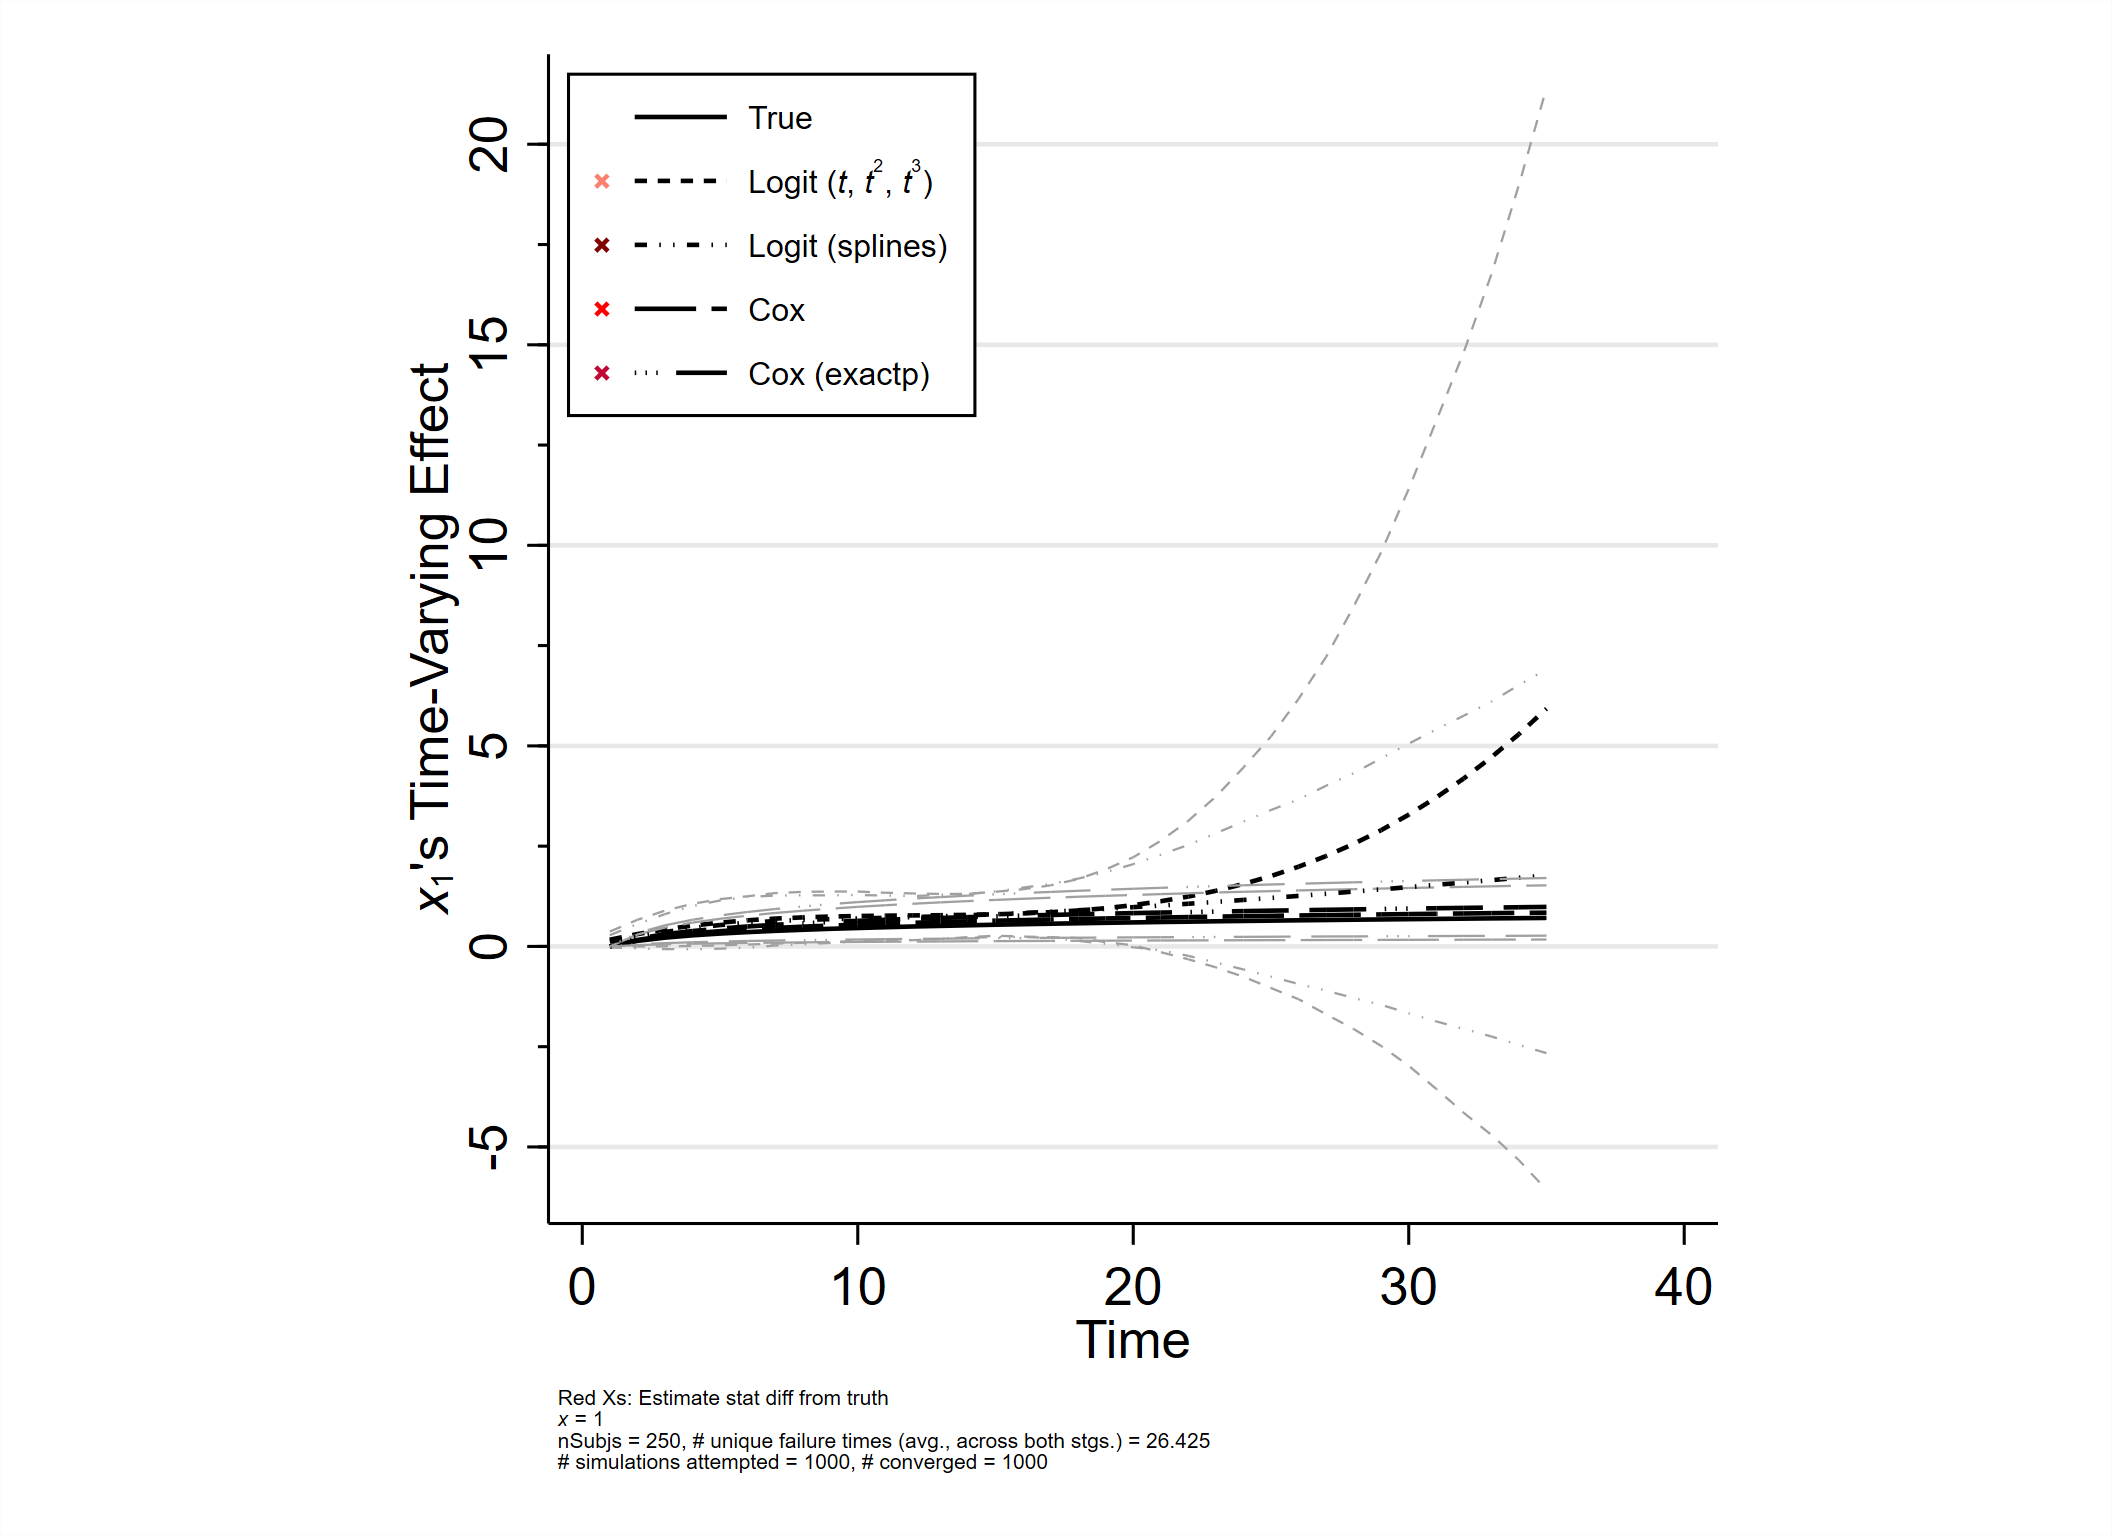 True
Logit (t, t², t³)
Logit (splines)
Cox
Cox (exactp)
x₁'s Time-Varying Effect
20
15
10
5
0
-5
0 10 20 30 40
Time
Red Xs: Estimate stat diff from truth
x = 1
nSubjs = 250, # unique failure times (avg., across both stgs.) = 26.425
# simulations attempted = 1000, # converged = 1000